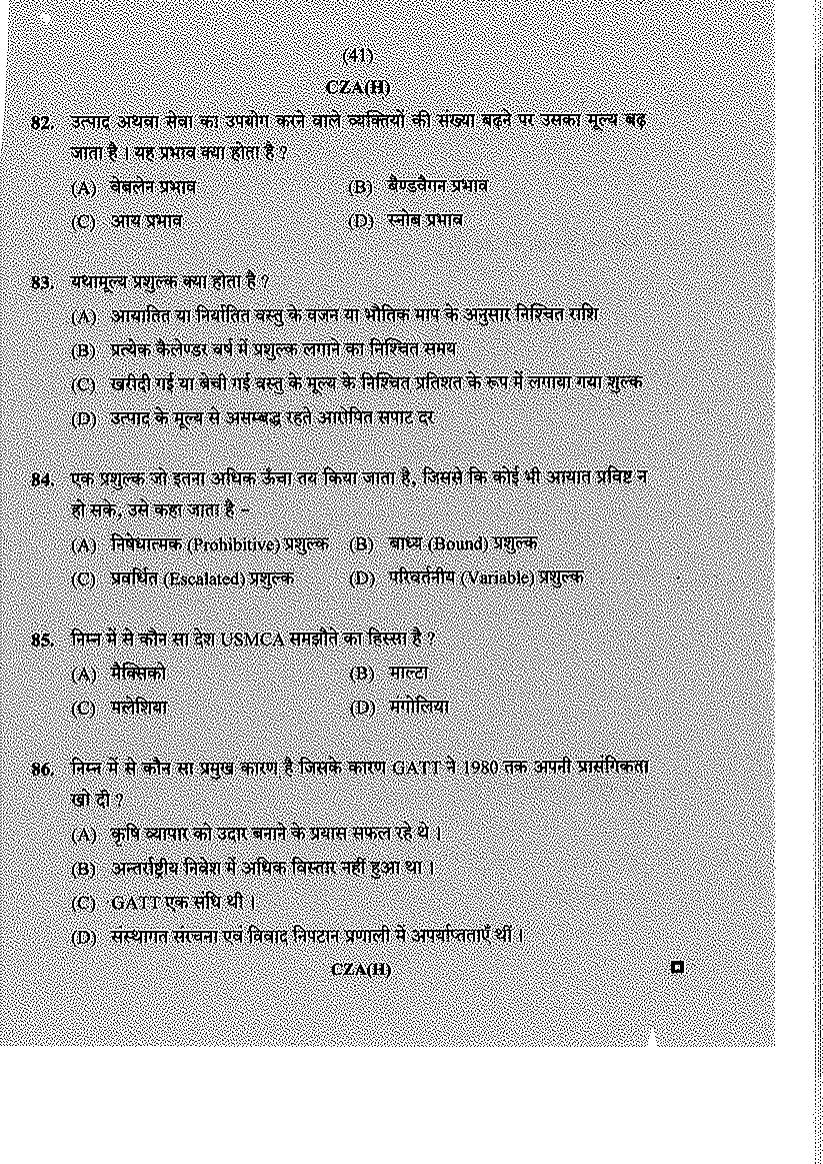 (41)
CZA(H)
82. उत्पाद अथवा सेवा का उपयोग करने वाले व्यक्तियों की संख्या बढ़ने पर उसका मूल्य बढ़
जाता है । यह प्रभाव क्या होता है ?
(A) वेबलेन प्रभाव (B) बैण्डवैगन प्रभाव
(C) आय प्रभाव (D) स्नोब प्रभाव
83. यथामूल्य प्रशुल्क क्या होता है ?
(A) आयातित या निर्यातित वस्तु के वजन या भौतिक माप के अनुसार निश्चित राशि
(B) प्रत्येक कैलेण्डर वर्ष में प्रशुल्क लगाने का निश्चित समय
(C) खरीदी गई या बेची गई वस्तु के मूल्य के निश्चित प्रतिशत के रूप में लगाया गया शुल्क
(D) उत्पाद के मूल्य से असम्बद्ध रहते आरोपित सपाट दर
84. एक प्रशुल्क जो इतना अधिक ऊँचा तय किया जाता है, जिससे कि कोई भी आयात प्रविष्ट न
हो सके, उसे कहा जाता है –
(A) निषेधात्मक (Prohibitive) प्रशुल्क (B) बाध्य (Bound) प्रशुल्क
(C) प्रवर्धित (Escalated) प्रशुल्क (D) परिवर्तनीय (Variable) प्रशुल्क
85. निम्न में से कौन सा देश USMCA समझौते का हिस्सा है ?
(A) मैक्सिको (B) माल्टा
(C) मलेशिया (D) मंगोलिया
86. निम्न में से कौन सा प्रमुख कारण है जिसके कारण GATT ने 1980 तक अपनी प्रासंगिकता
खो दी ?
(A) कृषि व्यापार को उदार बनाने के प्रयास सफल रहे थे ।
(B) अन्तर्राष्ट्रीय निवेश में अधिक विस्तार नहीं हुआ था ।
(C) GATT एक संधि थी ।
(D) संस्थागत संरचना एवं विवाद निपटान प्रणाली में अपर्याप्तताएँ थीं ।
CZA(H)